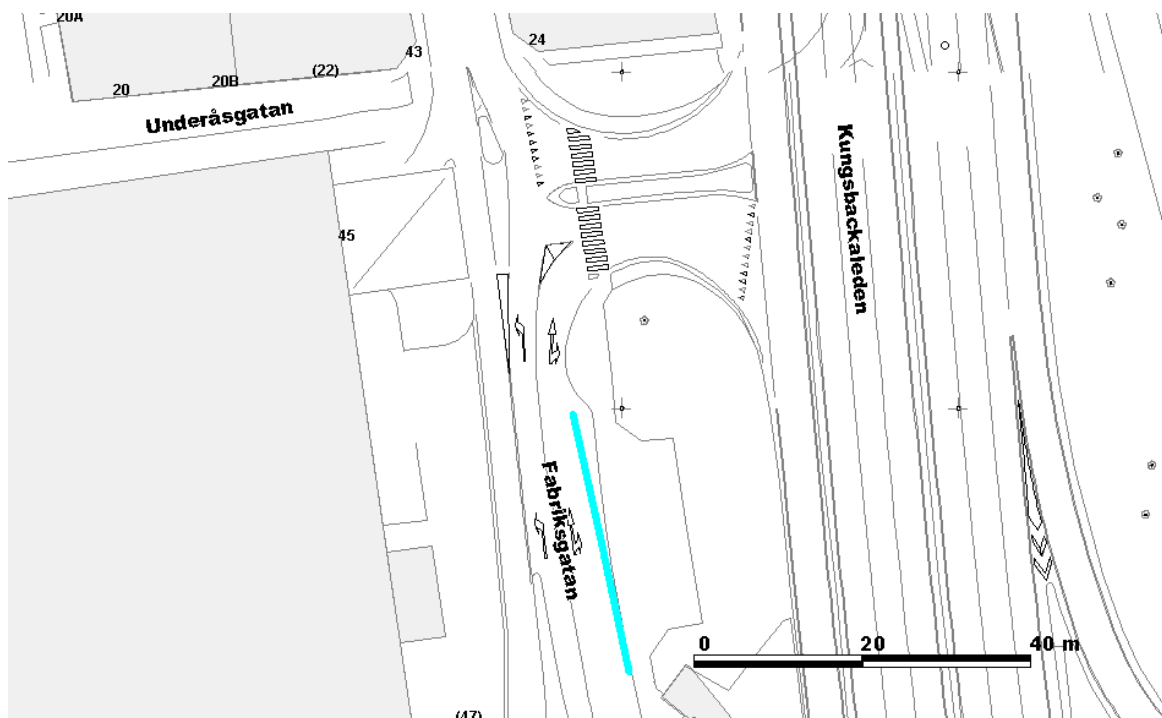 20A
24
43
(22)
20B
20
Underåsgatan
Kungsbackaleden
45
Fabriksgatan
0 20 40 m
(47)